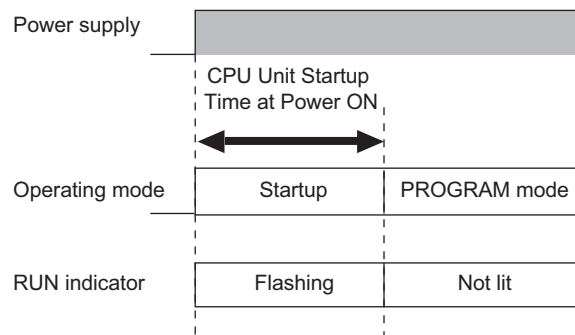 Power supply
CPU Unit Startup
Time at Power ON
Operating mode
Startup
PROGRAM mode
RUN indicator
Flashing
Not lit